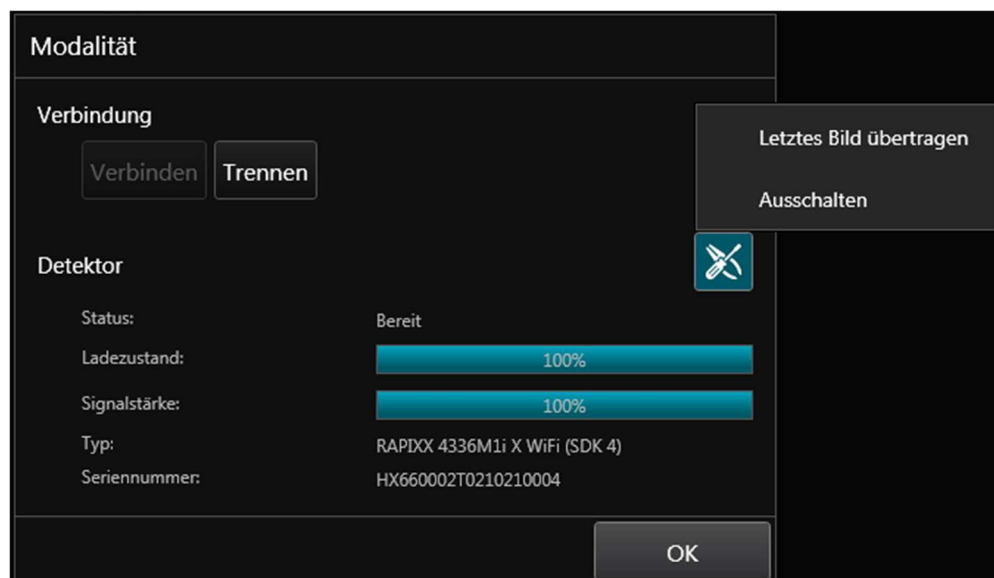 Modalität
Verbindung
Verbinden Trennen
Letztes Bild übertragen
Ausschalten
Detektor
Status: Bereit
Ladezustand: 100%
Signalstärke: 100%
Typ: RAPIXX 4336M1i X WiFi (SDK 4)
Seriennummer: HX660002T0210210004
OK